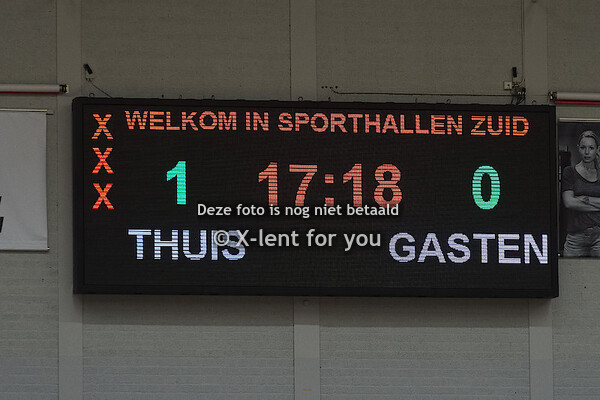 X WELKOM IN SPORTHALLEN ZUID
X
X
1 17:18 0
Deze foto is nog niet betaald
©X-lent for you
THUIS GASTEN